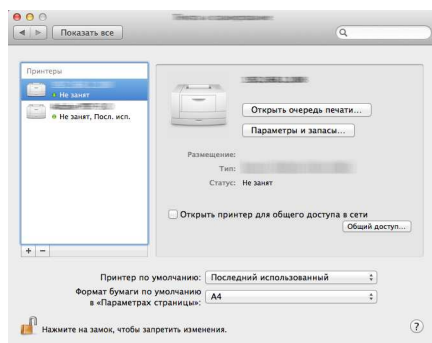 Показать все
Принтеры
Не занят
Не занят, Посл. исп.
Открыть очередь печати...
Параметры и запасы...
Размещение:
Тип:
Статус: Не занят
Открыть принтер для общего доступа в сети
Общий доступ...
+ −
Принтер по умолчанию: Последний использованный
Формат бумаги по умолчанию
в «Параметрах страницы»: A4
Нажмите на замок, чтобы запретить изменения.
?